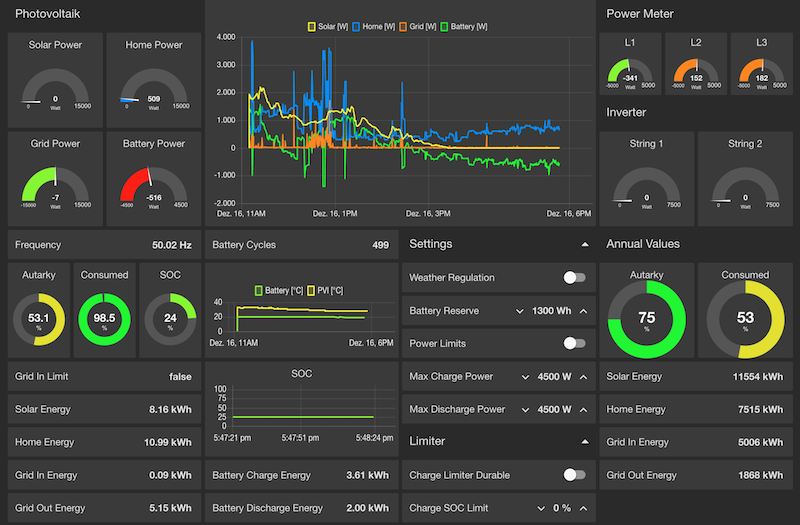 Photovoltaik
Solar Power
0
Watt
0
15000
Home Power
509
Watt
0
15000
Grid Power
-7
Watt
-15000
15000
Battery Power
-516
Watt
-4500
4500
Solar [W] Home [W] Grid [W] Battery [W]
4.000
3.000
2.000
1.000
0
-1.000
-2.000
Dez. 16, 11AM Dez. 16, 1PM Dez. 16, 3PM Dez. 16, 6PM
Power Meter
L1
-341
Watt
-5000
5000
L2
152
Watt
-5000
5000
L3
182
Watt
-5000
5000
Inverter
String 1
0
Watt
0
7500
String 2
0
Watt
0
7500
Frequency 50.02 Hz
Autarky
53.1
%
Consumed
98.5
%
SOC
24
%
Grid In Limit false
Solar Energy 8.16 kWh
Home Energy 10.99 kWh
Grid In Energy 0.09 kWh
Grid Out Energy 5.15 kWh
Battery Cycles 499
Battery [°C] PVI [°C]
40
20
0
Dez. 16, 11AM Dez. 16, 6PM
SOC
100
75
50
25
0
5:47:21 pm 5:47:51 pm 5:48:24 pm
Battery Charge Energy 3.61 kWh
Battery Discharge Energy 2.00 kWh
Settings
Weather Regulation
Battery Reserve 1300 Wh
Power Limits
Max Charge Power 4500 W
Max Discharge Power 4500 W
Limiter
Charge Limiter Durable
Charge SOC Limit 0 %
Annual Values
Autarky
75
%
Consumed
53
%
Solar Energy 11554 kWh
Home Energy 7515 kWh
Grid In Energy 5006 kWh
Grid Out Energy 1868 kWh